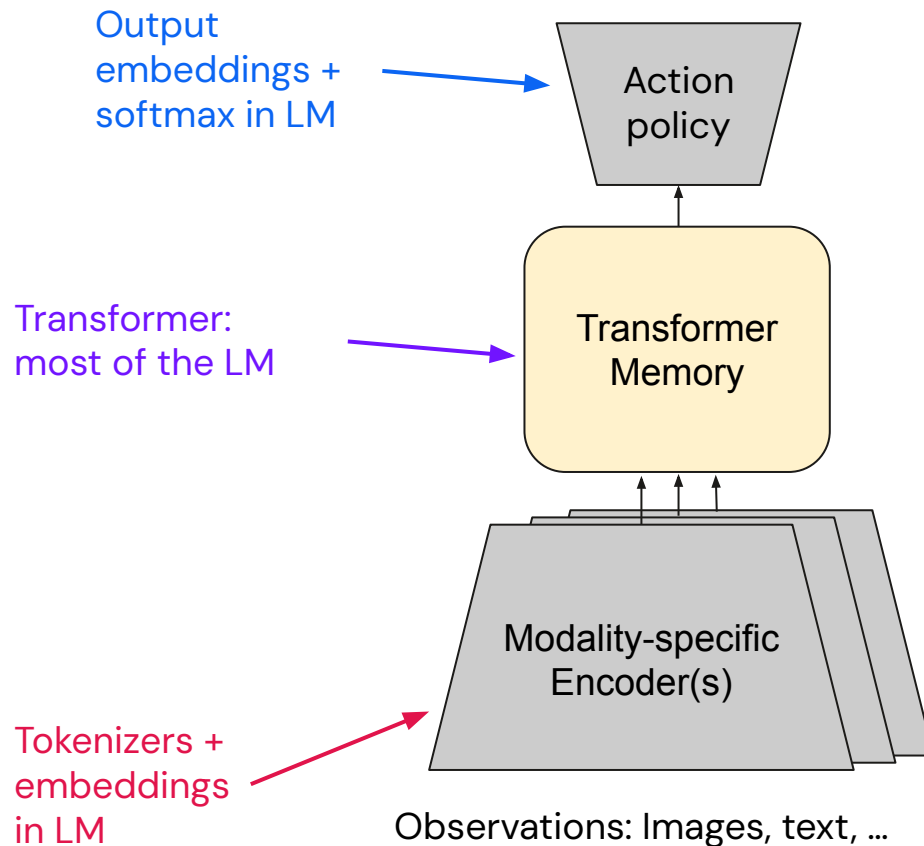 Output
embeddings +
softmax in LM
Action
policy
Transformer:
most of the LM
Transformer
Memory
Modality-specific
Encoder(s)
Tokenizers +
embeddings
in LM
Observations: Images, text, ...